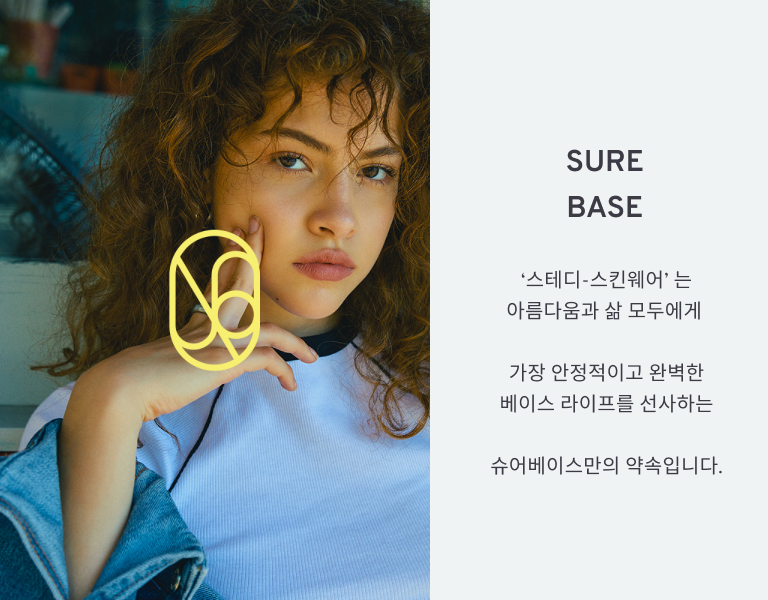 SURE
BASE
‘스테디-스킨웨어’ 는
아름다움과 삶 모두에게
가장 안정적이고 완벽한
베이스 라이프를 선사하는
슈어베이스만의 약속입니다.